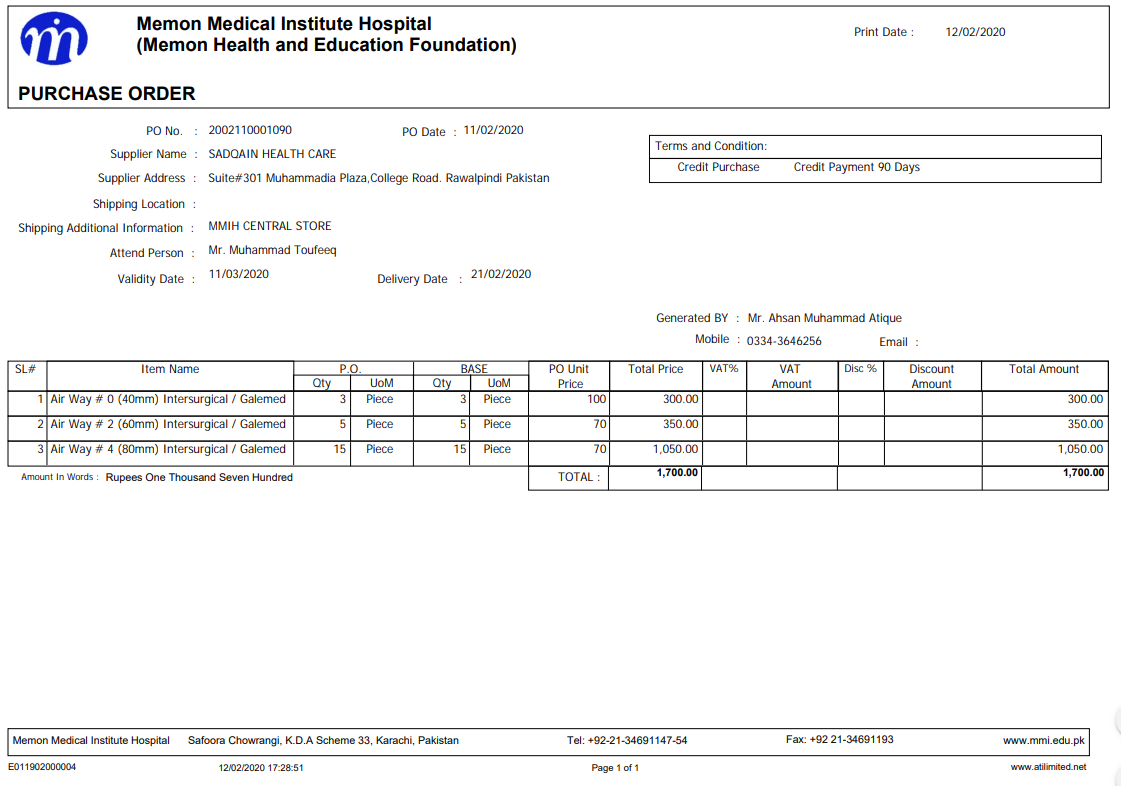 mi
Memon Medical Institute Hospital
(Memon Health and Education Foundation)
Print Date : 12/02/2020
PURCHASE ORDER
PO No. : 2002110001090 PO Date : 11/02/2020
Supplier Name : SADQAIN HEALTH CARE
Supplier Address : Suite#301 Muhammadia Plaza,College Road. Rawalpindi Pakistan
Shipping Location :
Shipping Additional Information : MMIH CENTRAL STORE
Attend Person : Mr. Muhammad Toufeeq
Validity Date : 11/03/2020 Delivery Date : 21/02/2020
Terms and Condition:
Credit Purchase Credit Payment 90 Days
Generated BY : Mr. Ahsan Muhammad Atique
Mobile : 0334-3646256 Email :
SL# Item Name P.O. BASE PO Unit Price Total Price VAT% VAT Amount Disc % Discount Amount Total Amount
Qty UoM Qty UoM
1 Air Way # 0 (40mm) Intersurgical / Galemed 3 Piece 3 Piece 100 300.00 300.00
2 Air Way # 2 (60mm) Intersurgical / Galemed 5 Piece 5 Piece 70 350.00 350.00
3 Air Way # 4 (80mm) Intersurgical / Galemed 15 Piece 15 Piece 70 1,050.00 1,050.00
Amount In Words : Rupees One Thousand Seven Hundred TOTAL : 1,700.00 1,700.00
Memon Medical Institute Hospital Safoora Chowrangi, K.D.A Scheme 33, Karachi, Pakistan Tel: +92-21-34691147-54 Fax: +92 21-34691193 www.mmi.edu.pk
E011902000004 12/02/2020 17:28:51 Page 1 of 1 www.atilimited.net